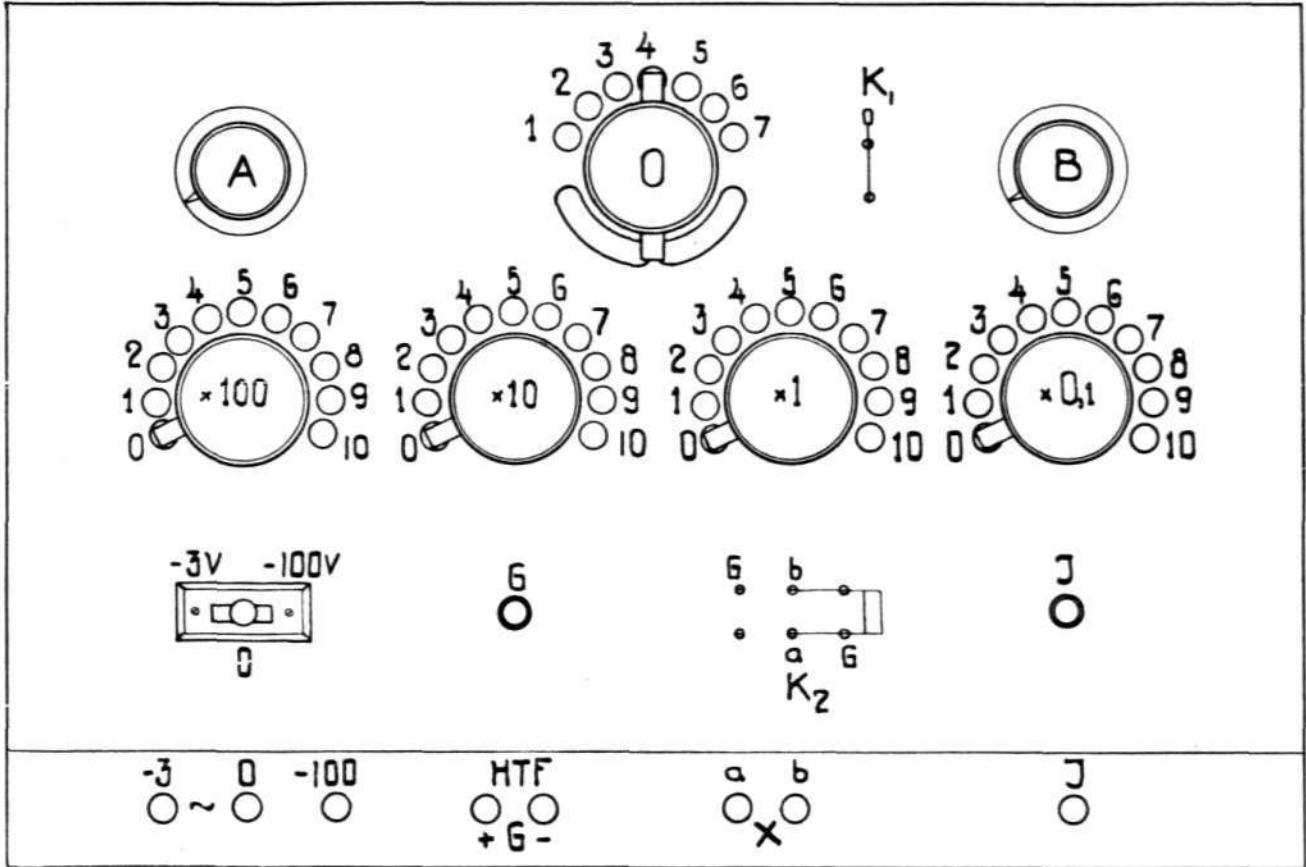 4
3 5
2 6
1 7
0
K₁
A
B
0 1 2 3 4 5 6 7 8 9 10
×100
0 1 2 3 4 5 6 7 8 9 10
×10
0 1 2 3 4 5 6 7 8 9 10
×1
0 1 2 3 4 5 6 7 8 9 10
×0,1
-3V -100V
0
G
G b
a G
K₂
J
-3 ~ 0 -100
HTF
+ G -
a b
X
J